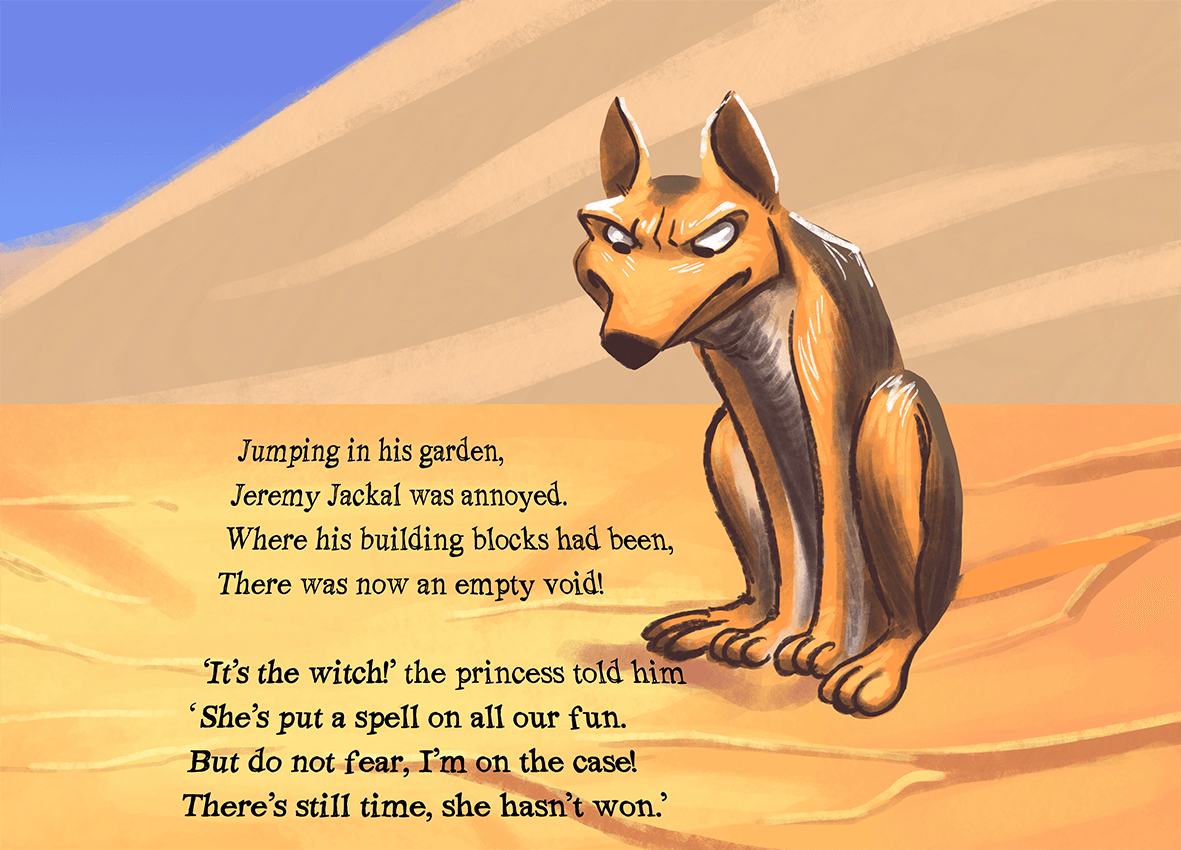 Jumping in his garden,
Jeremy Jackal was annoyed.
Where his building blocks had been,
There was now an empty void!
‘It’s the witch!’ the princess told him
‘She’s put a spell on all our fun.
But do not fear, I’m on the case!
There’s still time, she hasn’t won.’